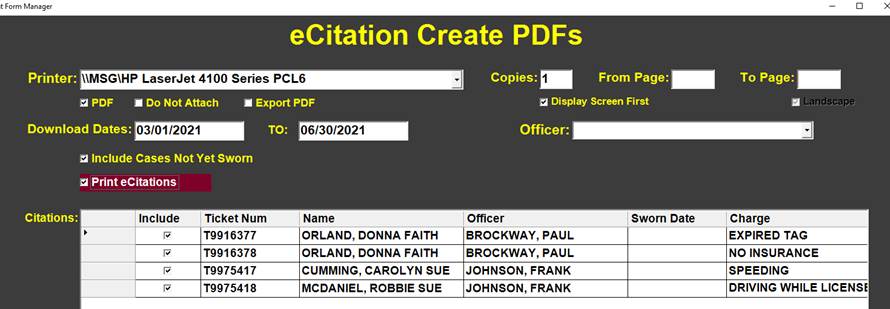 t Form Manager
eCitation Create PDFs
Printer: \\MSG\HP LaserJet 4100 Series PCL6 Copies: 1 From Page: To Page:
PDF Do Not Attach Export PDF Display Screen First Landscape
Download Dates: 03/01/2021 TO: 06/30/2021 Officer:
Include Cases Not Yet Sworn
Print eCitations
Citations: Include Ticket Num Name Officer Sworn Date Charge
T9916377 ORLAND, DONNA FAITH BROCKWAY, PAUL EXPIRED TAG
T9916378 ORLAND, DONNA FAITH BROCKWAY, PAUL NO INSURANCE
T9975417 CUMMING, CAROLYN SUE JOHNSON, FRANK SPEEDING
T9975418 MCDANIEL, ROBBIE SUE JOHNSON, FRANK DRIVING WHILE LICENSE